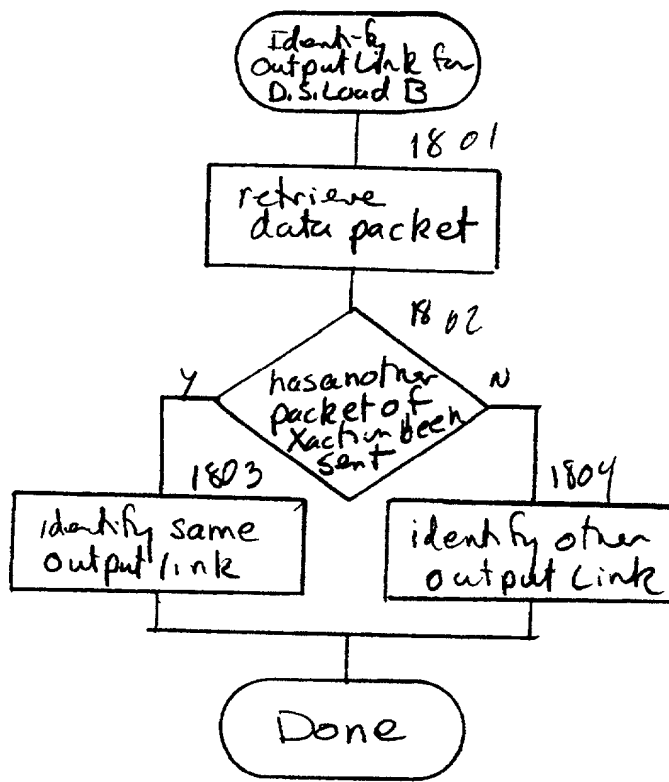 Identify
Output Link for
D.S. Load B
1801
retrieve
data packet
1802
Y
N
has another
packet of
Xaction been
sent
1803
1804
identify same
output link
identify other
output Link
Done